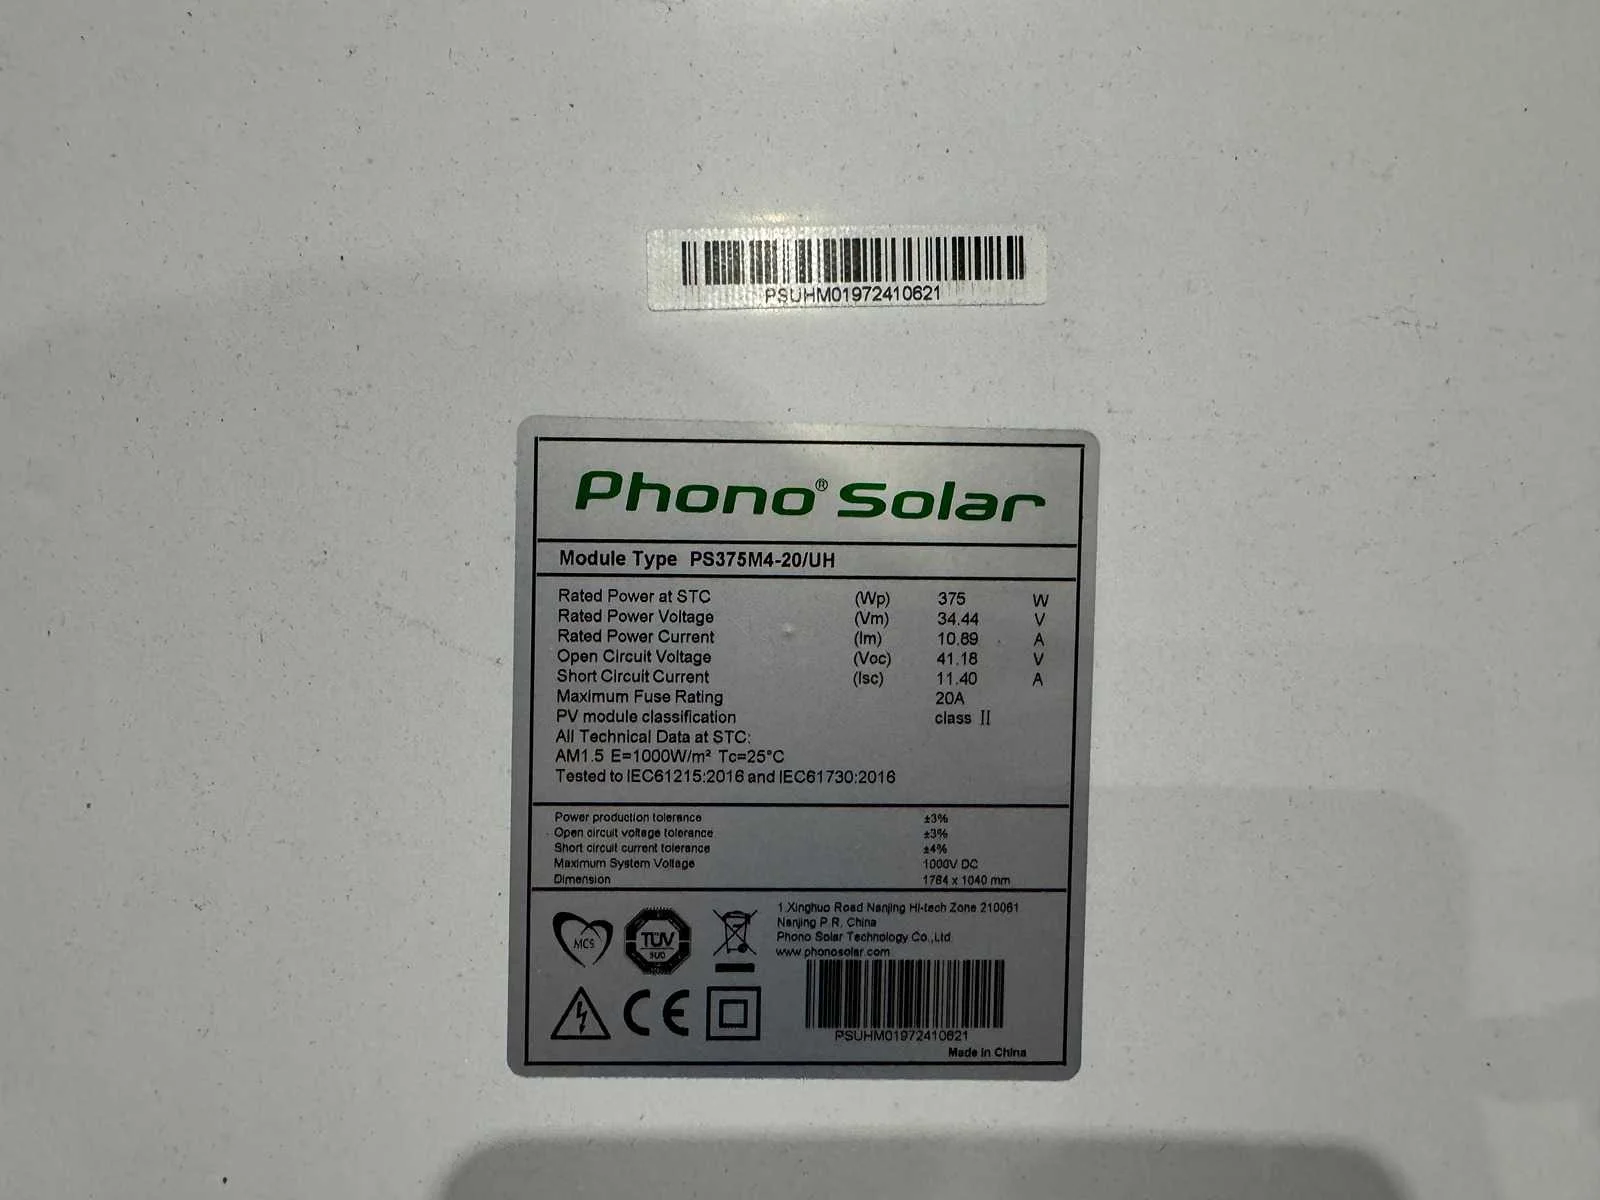 PSUHM01972410621
Phono® Solar
Module Type PS375M4-20/UH
Rated Power at STC (Wp) 375 W
Rated Power Voltage (Vm) 34.44 V
Rated Power Current (Im) 10.89 A
Open Circuit Voltage (Voc) 41.18 V
Short Circuit Current (Isc) 11.40 A
Maximum Fuse Rating 20A
PV module classification class II
All Technical Data at STC:
AM1.5 E=1000W/m² Tc=25°C
Tested to IEC61215:2016 and IEC61730:2016
Power production tolerance ±3%
Open circuit voltage tolerance ±3%
Short circuit current tolerance ±4%
Maximum System Voltage 1000V DC
Dimension 1764 x 1040 mm
1.Xinghuo Road Nanjing Hi-tech Zone 210061
Nanjing P.R. China
Phono Solar Technology Co.,Ltd.
www.phonosolar.com
MCS
TÜV
SÜD
CE
PSUHM01972410621
Made in China